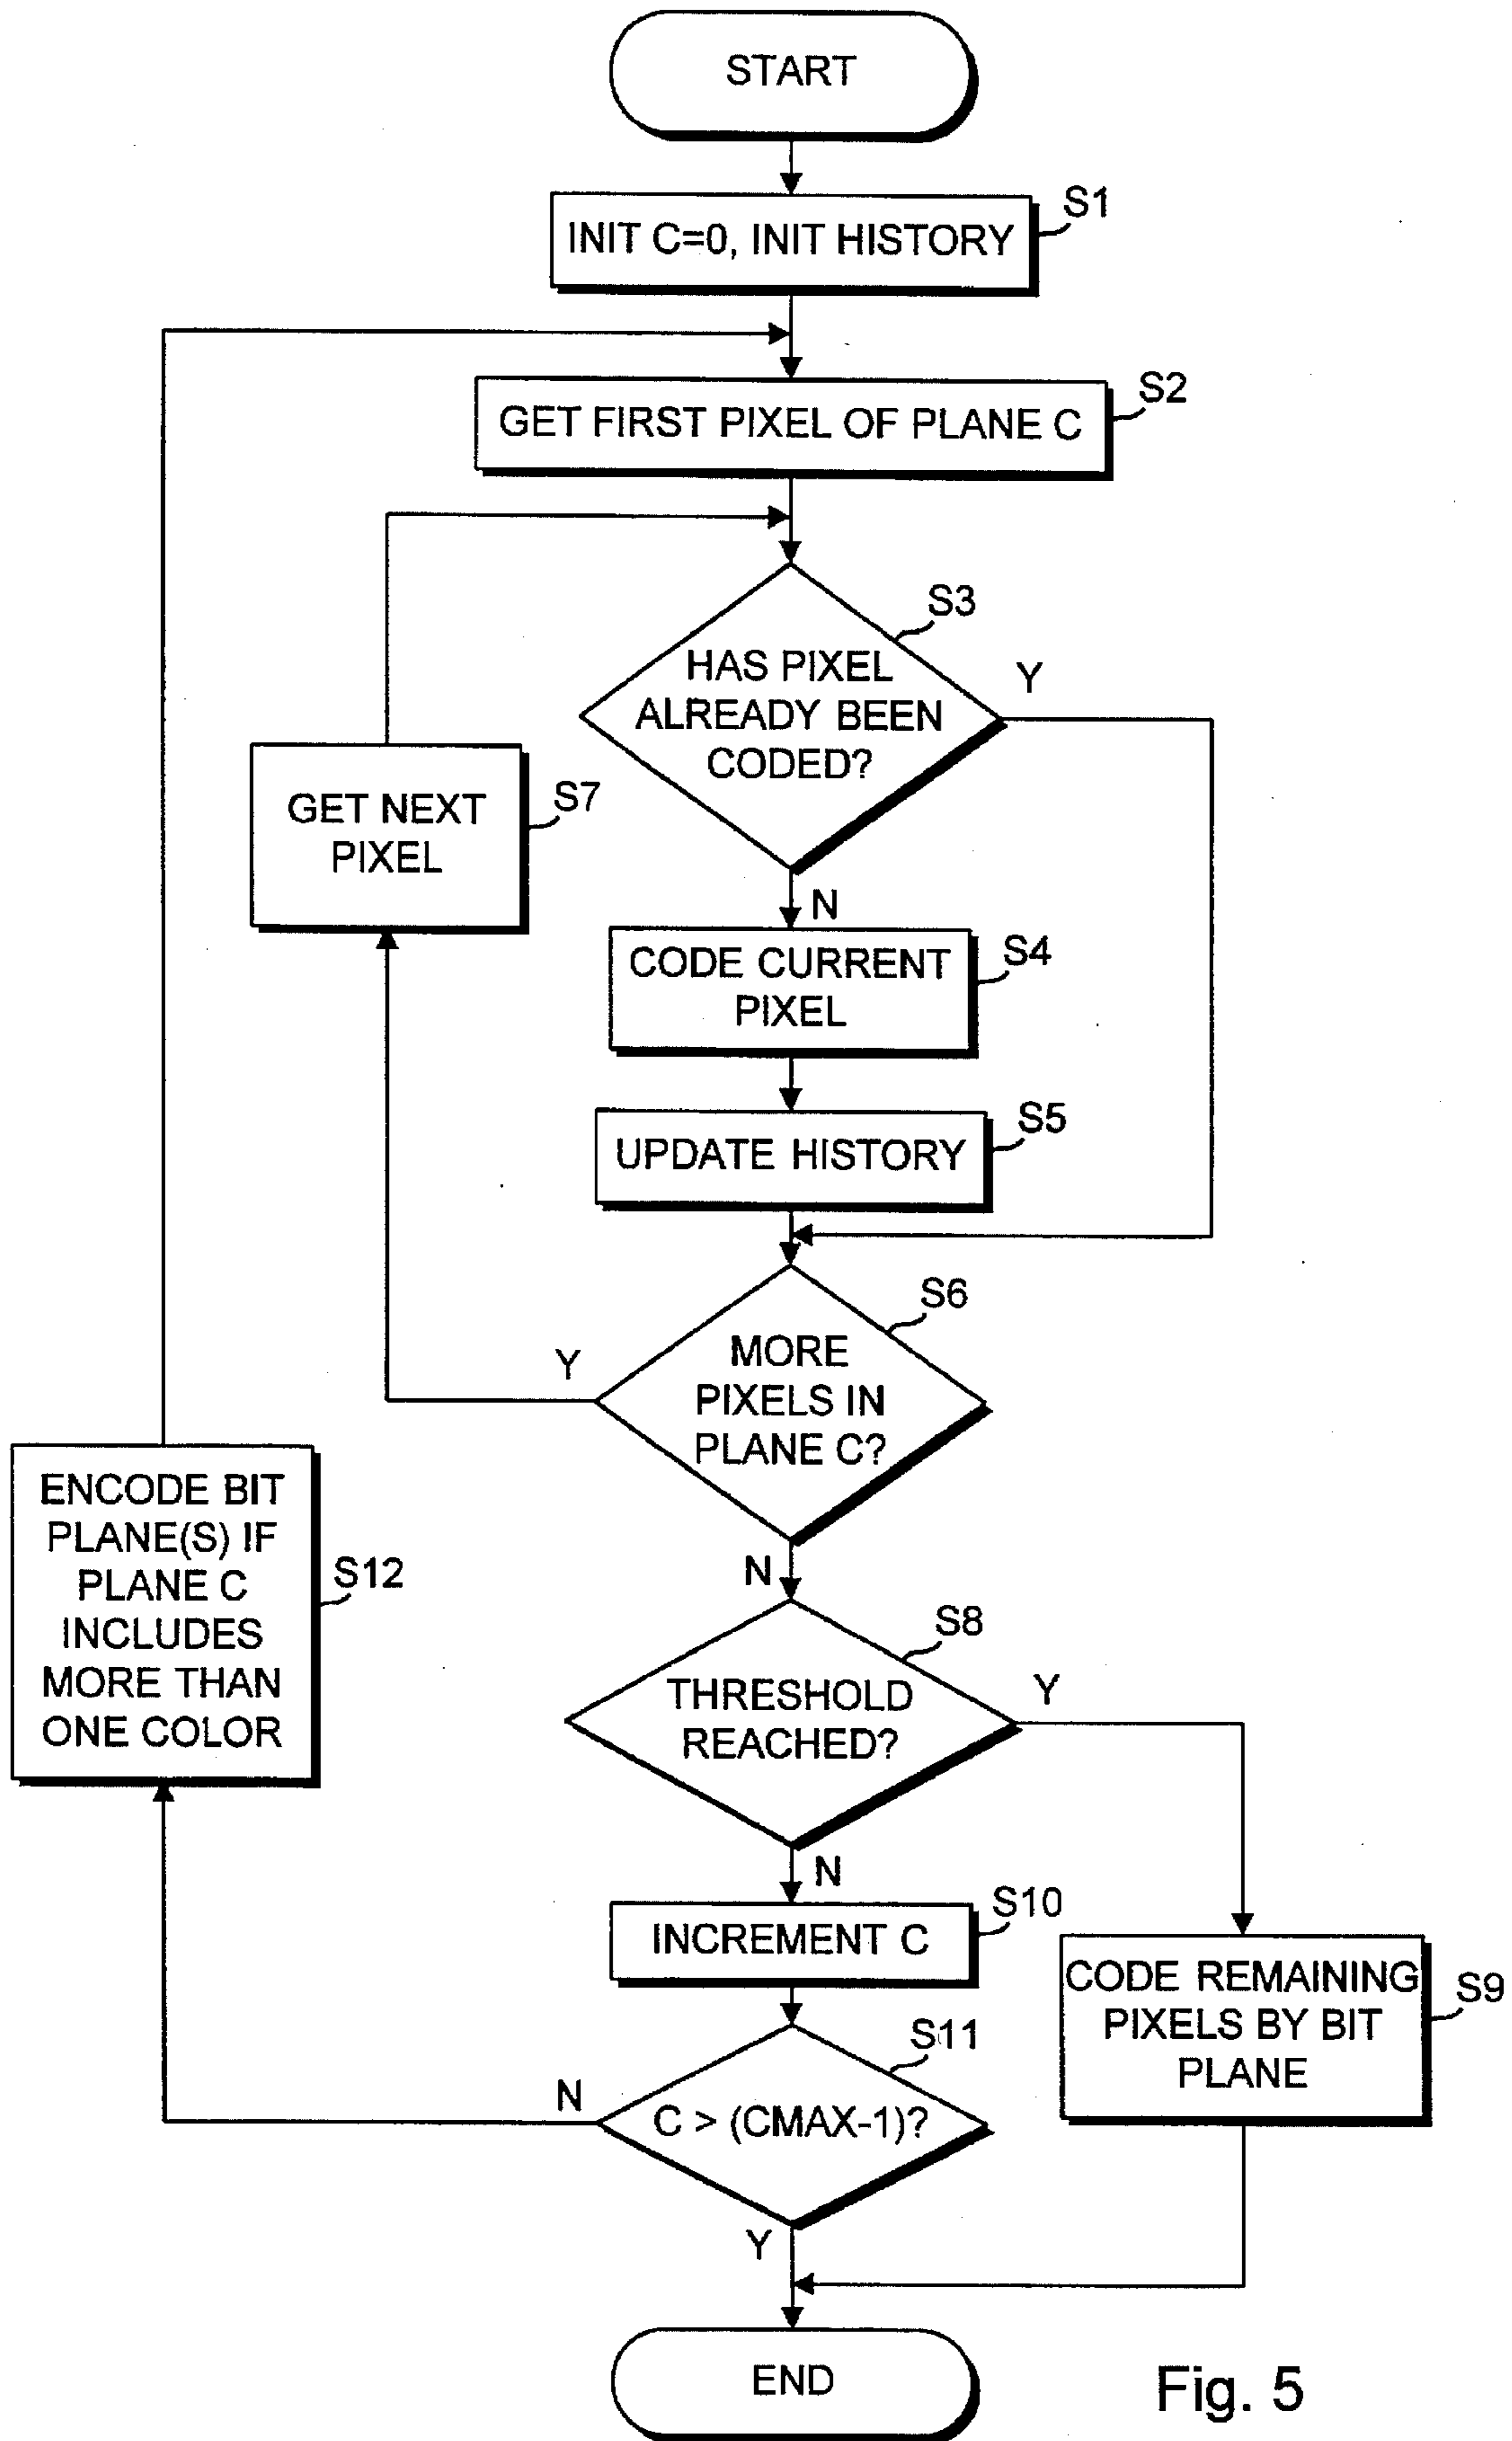 START
S1
INIT C=0, INIT HISTORY
S2
GET FIRST PIXEL OF PLANE C
S3
HAS PIXEL
ALREADY BEEN
CODED?
Y
S7
GET NEXT
PIXEL
N
S4
CODE CURRENT
PIXEL
S5
UPDATE HISTORY
S6
MORE
PIXELS IN
PLANE C?
Y
N
ENCODE BIT
PLANE(S) IF
PLANE C
INCLUDES
MORE THAN
ONE COLOR
S12
S8
THRESHOLD
REACHED?
Y
N
S10
INCREMENT C
CODE REMAINING
PIXELS BY BIT
PLANE
S9
S11
C > (CMAX-1)?
N
Y
END
Fig. 5